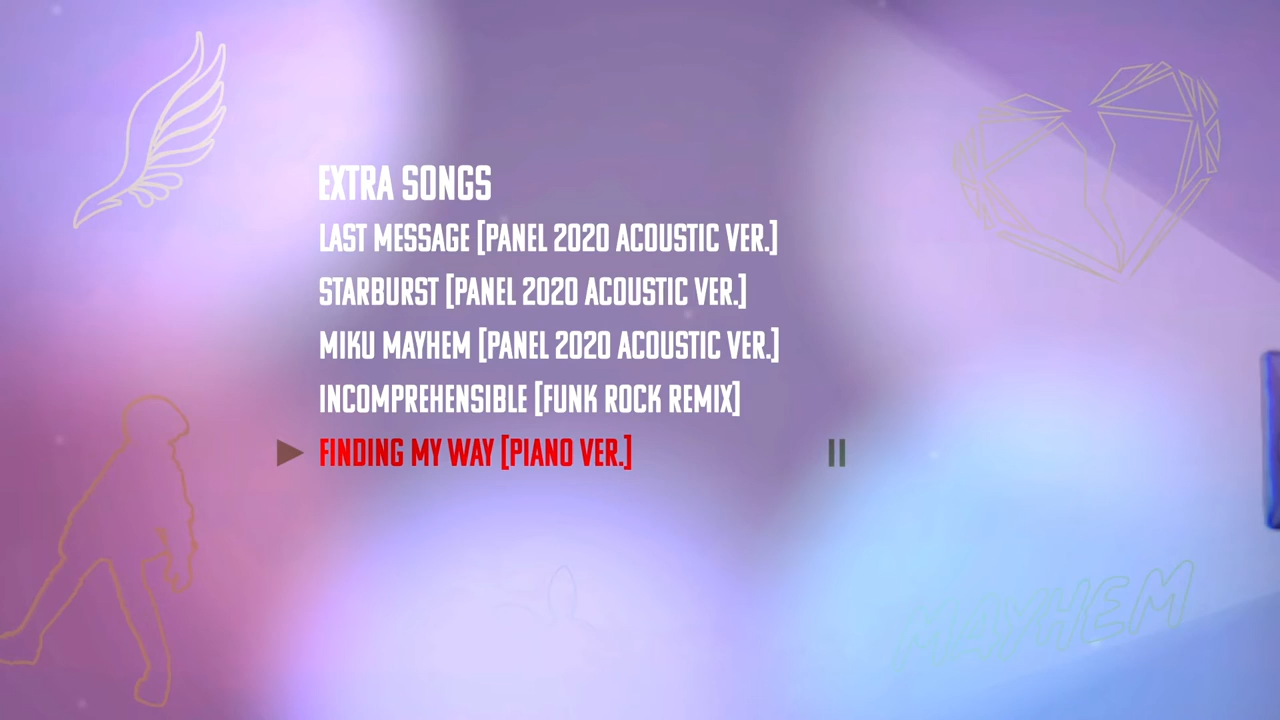 EXTRA SONGS
LAST MESSAGE [PANEL 2020 ACOUSTIC VER.]
STARBURST [PANEL 2020 ACOUSTIC VER.]
MIKU MAYHEM [PANEL 2020 ACOUSTIC VER.]
INCOMPREHENSIBLE [FUNK ROCK REMIX]
FINDING MY WAY [PIANO VER.]
MAYHEM